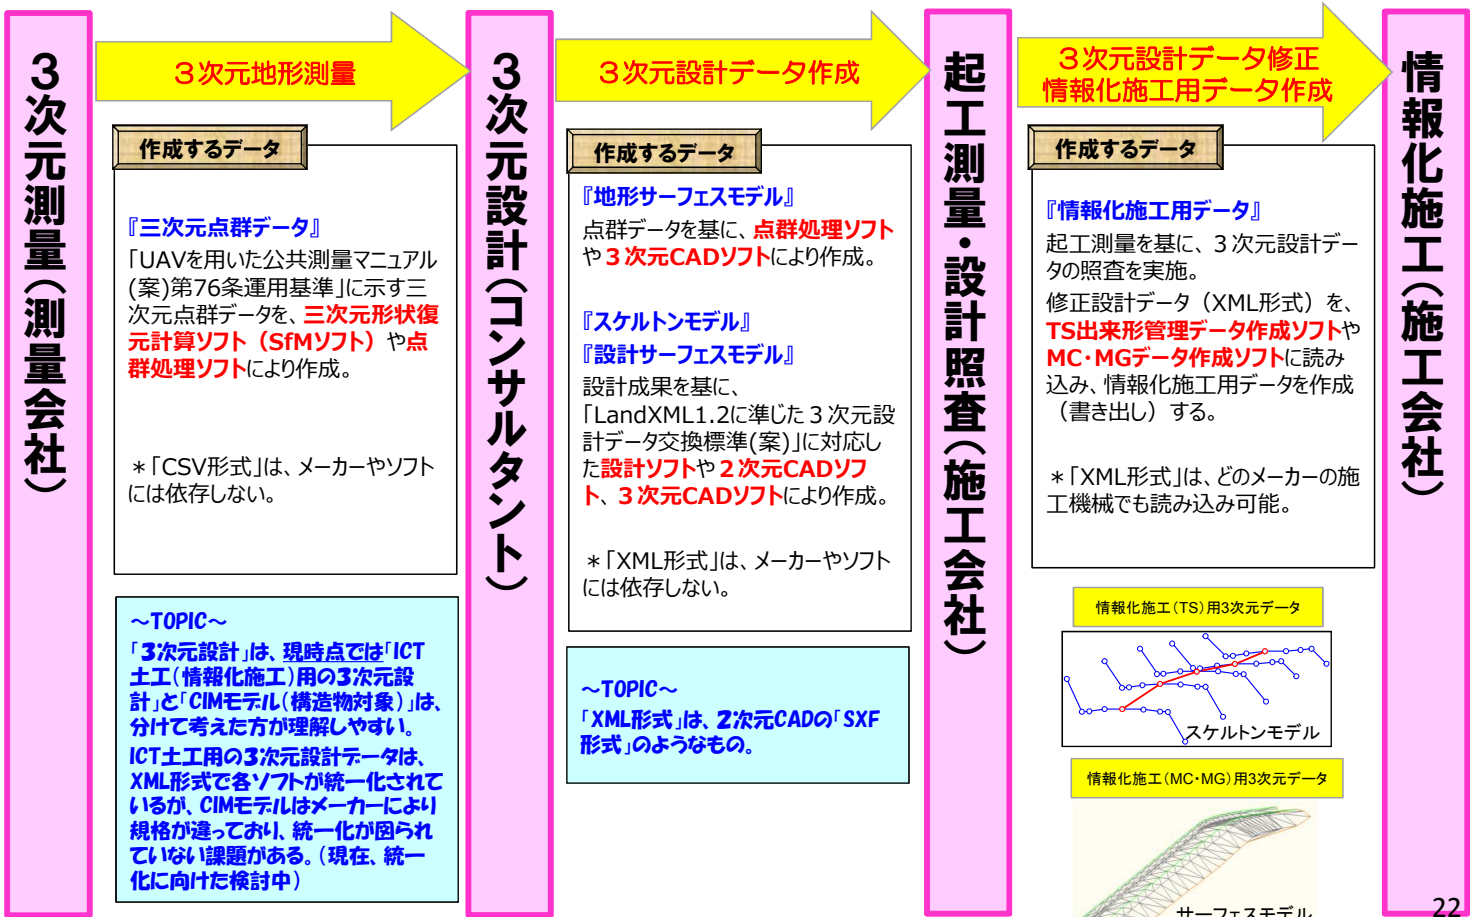 3次元測量(測量会社)
3次元地形測量
作成するデータ
『三次元点群データ』
「UAVを用いた公共測量マニュアル
(案)第76条運用基準」に示す三
次元点群データを、三次元形状復
元計算ソフト（SfMソフト）や点
群処理ソフトにより作成。
＊「CSV形式」は、メーカーやソフト
には依存しない。
～TOPIC～
「3次元設計」は、現時点では「ICT
土工(情報化施工)用の3次元設
計」と「CIMモデル(構造物対象)」は、
分けて考えた方が理解しやすい。
ICT土工用の3次元設計データは、
XML形式で各ソフトが統一化されて
いるが、CIMモデルはメーカーにより
規格が違っており、統一化が図られ
ていない課題がある。(現在、統一
化に向けた検討中)
3次元設計(コンサルタント)
3次元設計データ作成
作成するデータ
『地形サーフェスモデル』
点群データを基に、点群処理ソフト
や３次元CADソフトにより作成。
『スケルトンモデル』
『設計サーフェスモデル』
設計成果を基に、
「LandXML1.2に準じた３次元設
計データ交換標準(案)」に対応し
た設計ソフトや２次元CADソフ
ト、３次元CADソフトにより作成。
＊「XML形式」は、メーカーやソフト
には依存しない。
～TOPIC～
「XML形式」は、2次元CADの「SXF
形式」のようなもの。
起工測量・設計照査(施工会社)
3次元設計データ修正
情報化施工用データ作成
作成するデータ
『情報化施工用データ』
起工測量を基に、３次元設計デー
タの照査を実施。
修正設計データ（XML形式）を、
TS出来形管理データ作成ソフトや
MC・MGデータ作成ソフトに読み
込み、情報化施工用データを作成
（書き出し）する。
＊「XML形式」は、どのメーカーの施
工機械でも読み込み可能。
情報化施工(TS)用3次元データ
スケルトンモデル
情報化施工(MC・MG)用3次元データ
サーフェスモデル
情報化施工(施工会社)
22